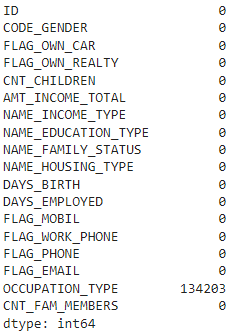 ID 0
CODE_GENDER 0
FLAG_OWN_CAR 0
FLAG_OWN_REALTY 0
CNT_CHILDREN 0
AMT_INCOME_TOTAL 0
NAME_INCOME_TYPE 0
NAME_EDUCATION_TYPE 0
NAME_FAMILY_STATUS 0
NAME_HOUSING_TYPE 0
DAYS_BIRTH 0
DAYS_EMPLOYED 0
FLAG_MOBIL 0
FLAG_WORK_PHONE 0
FLAG_PHONE 0
FLAG_EMAIL 0
OCCUPATION_TYPE 134203
CNT_FAM_MEMBERS 0
dtype: int64